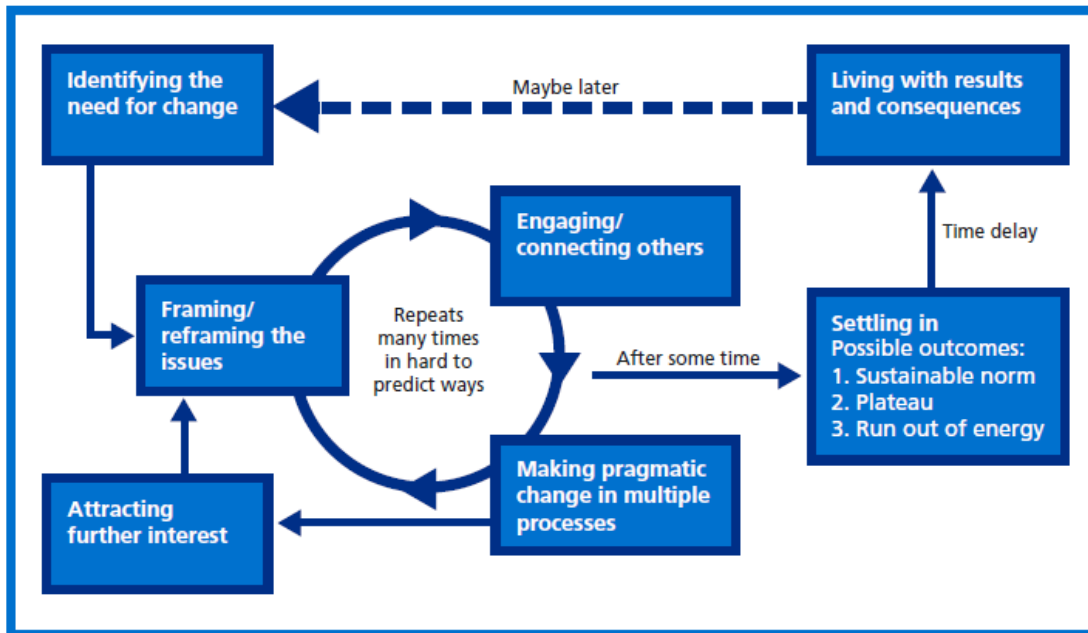 Identifying the
need for change
Maybe later
Living with results
and consequences
Engaging/
connecting others
Time delay
Framing/
reframing the
issues
Repeats
many times
in hard to
predict ways
After some time
Settling in
Possible outcomes:
1. Sustainable norm
2. Plateau
3. Run out of energy
Making pragmatic
change in multiple
processes
Attracting
further interest